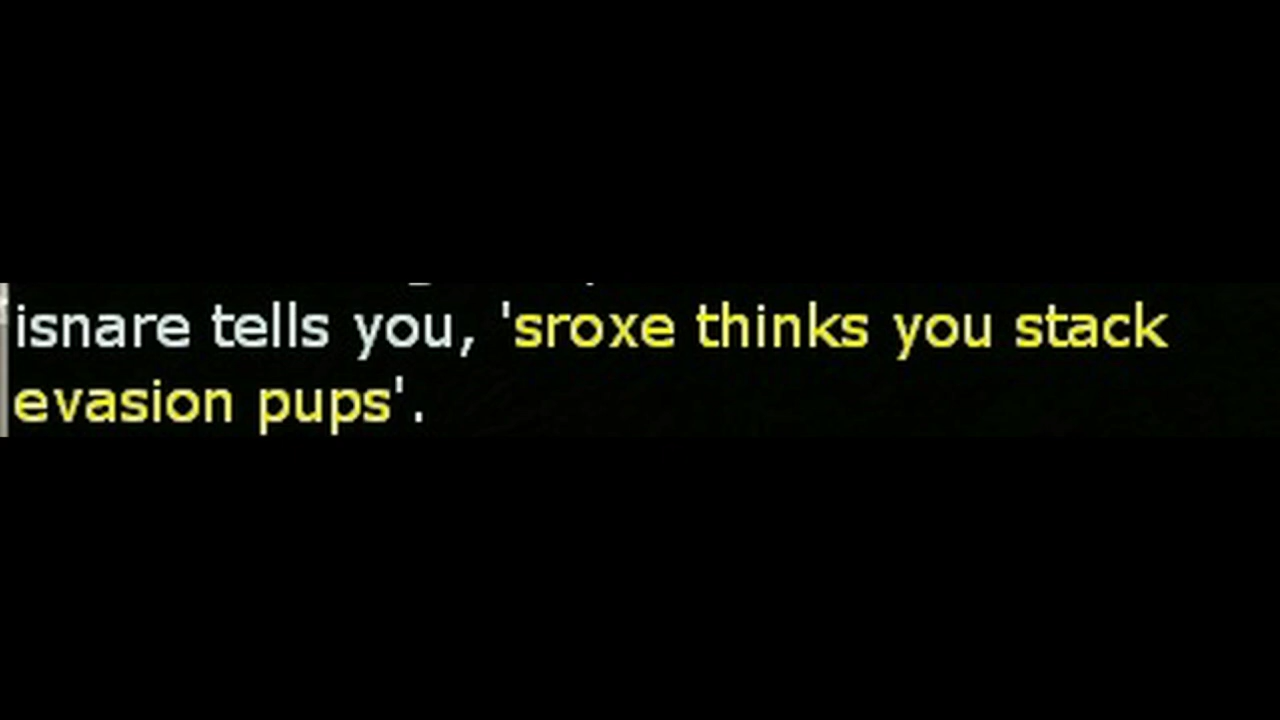 isnare tells you, 'sroxe thinks you stack
evasion pups'.